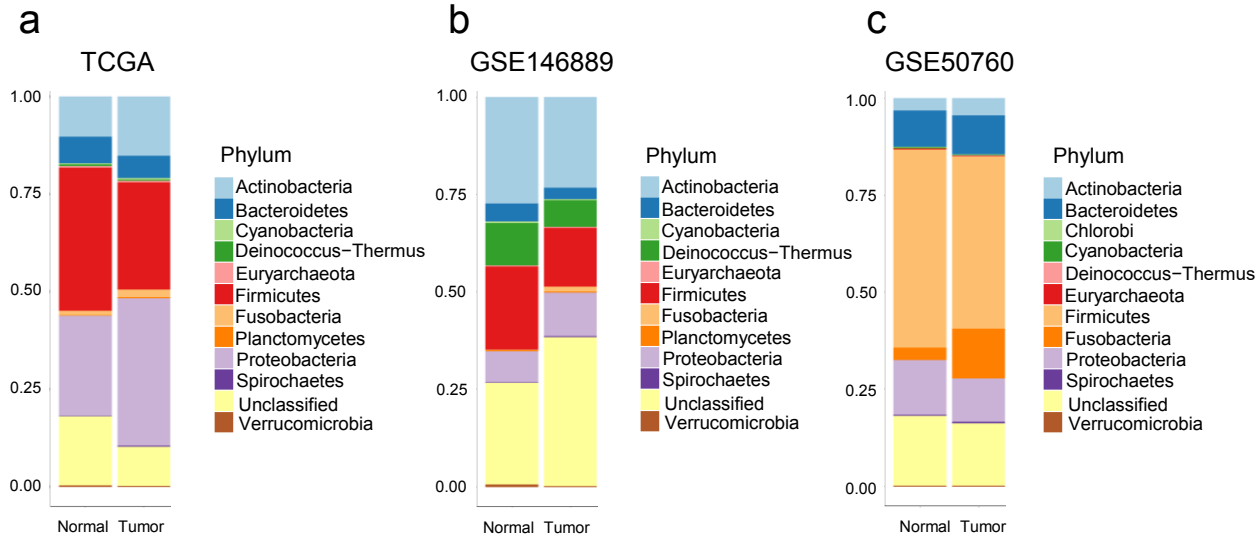 a
TCGA
1.00
0.75
0.50
0.25
0.00
Normal
Tumor
Phylum
Actinobacteria
Bacteroidetes
Cyanobacteria
Deinococcus−Thermus
Euryarchaeota
Firmicutes
Fusobacteria
Planctomycetes
Proteobacteria
Spirochaetes
Unclassified
Verrucomicrobia
b
GSE146889
1.00
0.75
0.50
0.25
0.00
Normal
Tumor
Phylum
Actinobacteria
Bacteroidetes
Cyanobacteria
Deinococcus−Thermus
Euryarchaeota
Firmicutes
Fusobacteria
Planctomycetes
Proteobacteria
Spirochaetes
Unclassified
Verrucomicrobia
c
GSE50760
1.00
0.75
0.50
0.25
0.00
Normal
Tumor
Phylum
Actinobacteria
Bacteroidetes
Chlorobi
Cyanobacteria
Deinococcus−Thermus
Euryarchaeota
Firmicutes
Fusobacteria
Proteobacteria
Spirochaetes
Unclassified
Verrucomicrobia